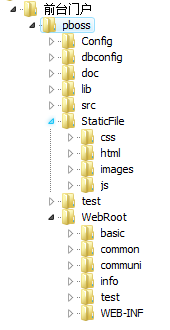 前台门户
pboss
Config
dbconfig
doc
lib
src
StaticFile
css
html
images
js
test
WebRoot
basic
common
communi
info
test
WEB-INF